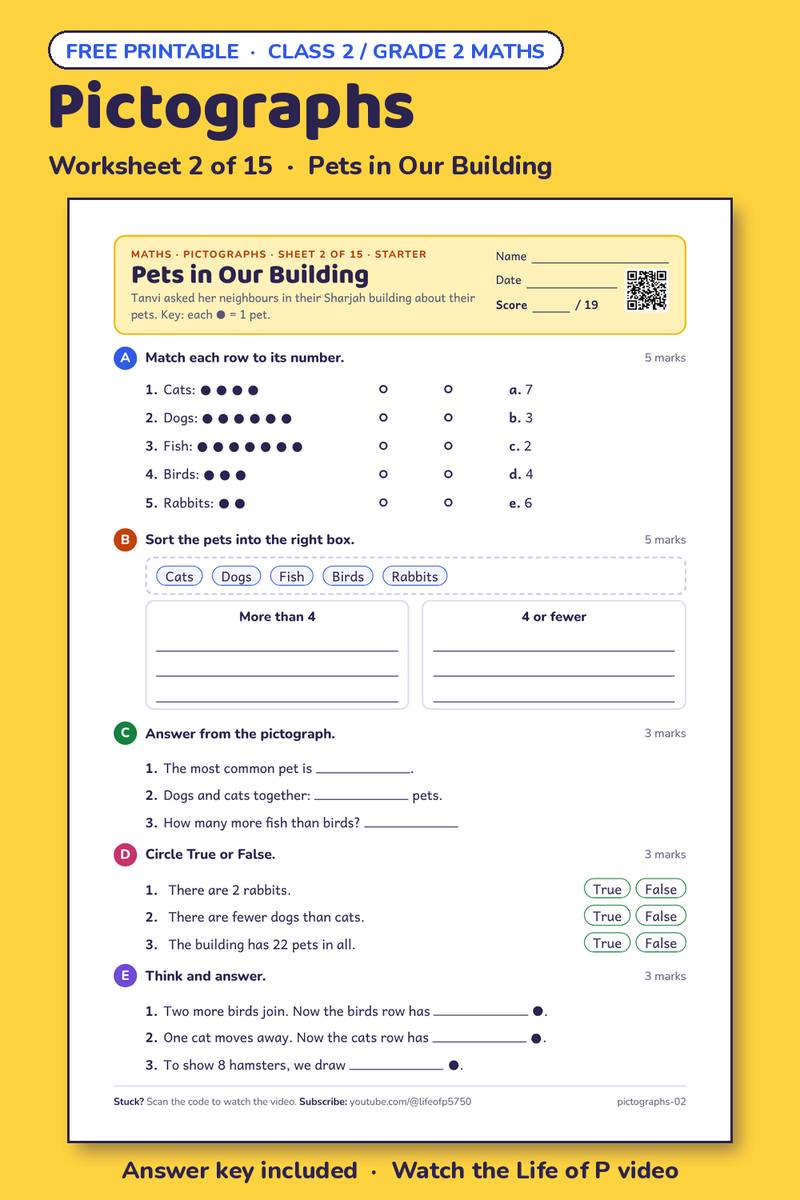 FREE PRINTABLE · CLASS 2 / GRADE 2 MATHS
Pictographs
Worksheet 2 of 15 · Pets in Our Building
MATHS · PICTOGRAPHS · SHEET 2 OF 15 · STARTER
Pets in Our Building
Tanvi asked her neighbours in their Sharjah building about their
pets. Key: each ● = 1 pet.
Name ____________
Date ____________
Score ______ / 19
A Match each row to its number. 5 marks
1. Cats: ● ● ● ● a. 7
2. Dogs: ● ● ● ● ● ● b. 3
3. Fish: ● ● ● ● ● ● ● c. 2
4. Birds: ● ● ● d. 4
5. Rabbits: ● ● e. 6
B Sort the pets into the right box. 5 marks
Cats Dogs Fish Birds Rabbits
More than 4 4 or fewer
C Answer from the pictograph. 3 marks
1. The most common pet is ____________.
2. Dogs and cats together: ____________ pets.
3. How many more fish than birds? ____________
D Circle True or False. 3 marks
1. There are 2 rabbits. True False
2. There are fewer dogs than cats. True False
3. The building has 22 pets in all. True False
E Think and answer. 3 marks
1. Two more birds join. Now the birds row has ____________ ●.
2. One cat moves away. Now the cats row has ____________ ●.
3. To show 8 hamsters, we draw ____________ ●.
Stuck? Scan the code to watch the video. Subscribe: youtube.com/@lifeofp5750 pictographs-02
Answer key included · Watch the Life of P video